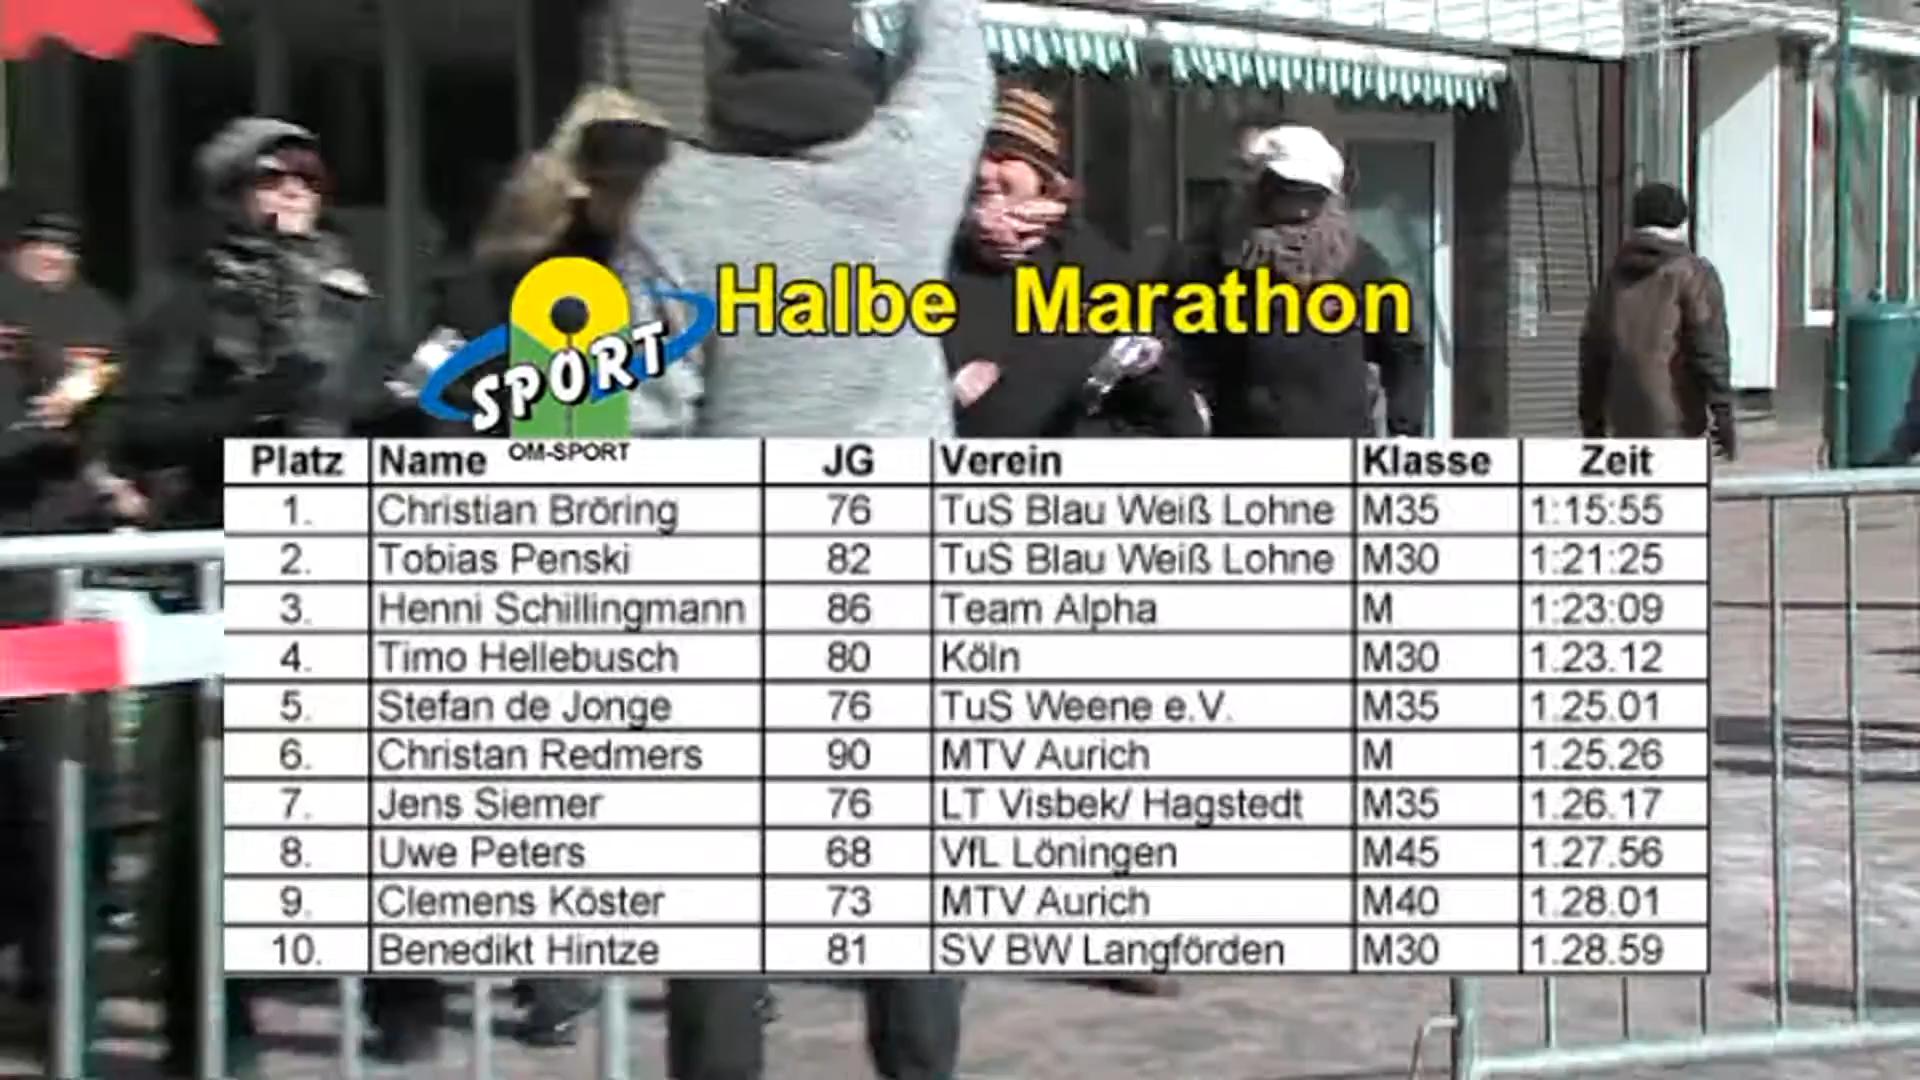 Halbe Marathon
SPORT
OM-SPORT
Platz Name JG Verein Klasse Zeit
1. Christian Bröring 76 TuS Blau Weiß Lohne M35 1:15:55
2. Tobias Penski 82 TuS Blau Weiß Lohne M30 1:21:25
3. Henni Schillingmann 86 Team Alpha M 1:23:09
4. Timo Hellebusch 80 Köln M30 1.23.12
5. Stefan de Jonge 76 TuS Weene e.V. M35 1.25.01
6. Christan Redmers 90 MTV Aurich M 1.25.26
7. Jens Siemer 76 LT Visbek/ Hagstedt M35 1.26.17
8. Uwe Peters 68 VfL Löningen M45 1.27.56
9. Clemens Köster 73 MTV Aurich M40 1.28.01
10. Benedikt Hintze 81 SV BW Langförden M30 1.28.59